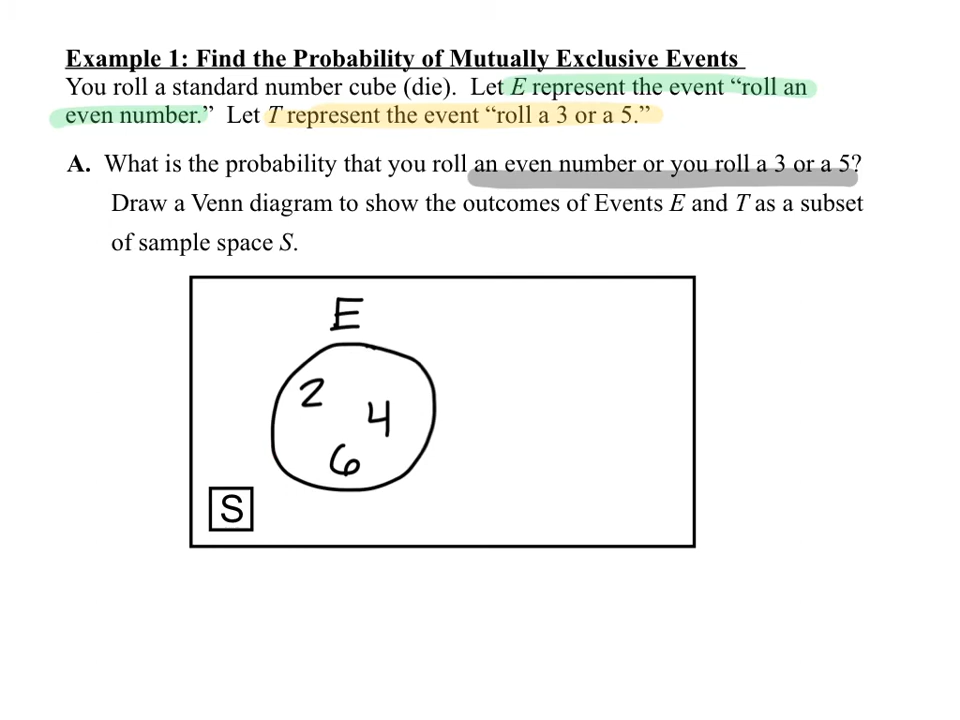 Example 1: Find the Probability of Mutually Exclusive Events
You roll a standard number cube (die). Let E represent the event “roll an
even number.” Let T represent the event “roll a 3 or a 5.”
A. What is the probability that you roll an even number or you roll a 3 or a 5?
Draw a Venn diagram to show the outcomes of Events E and T as a subset
of sample space S.
E
2
4
6
S